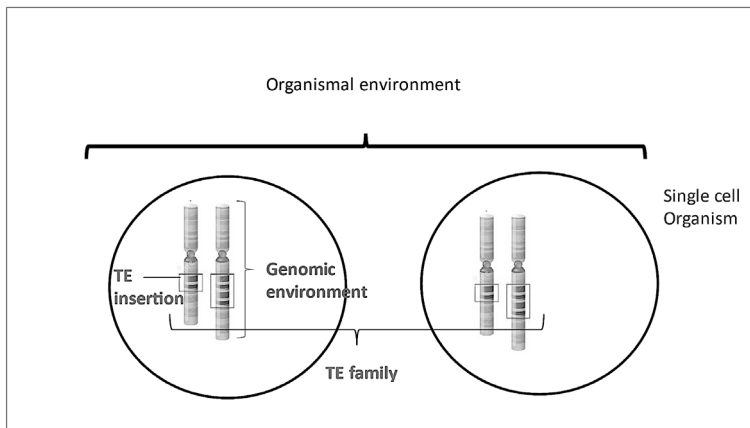 Organismal environment
Single cell
Organism
TE
insertion
Genomic
environment
TE family